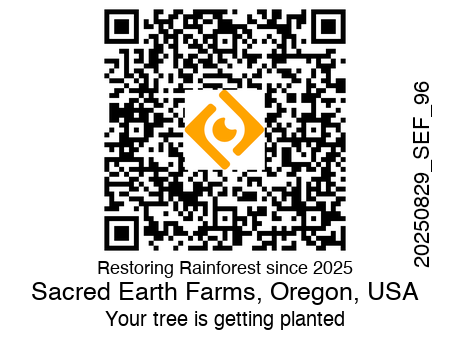 Restoring Rainforest since 2025
Sacred Earth Farms, Oregon, USA
Your tree is getting planted
20250829_SEF_96